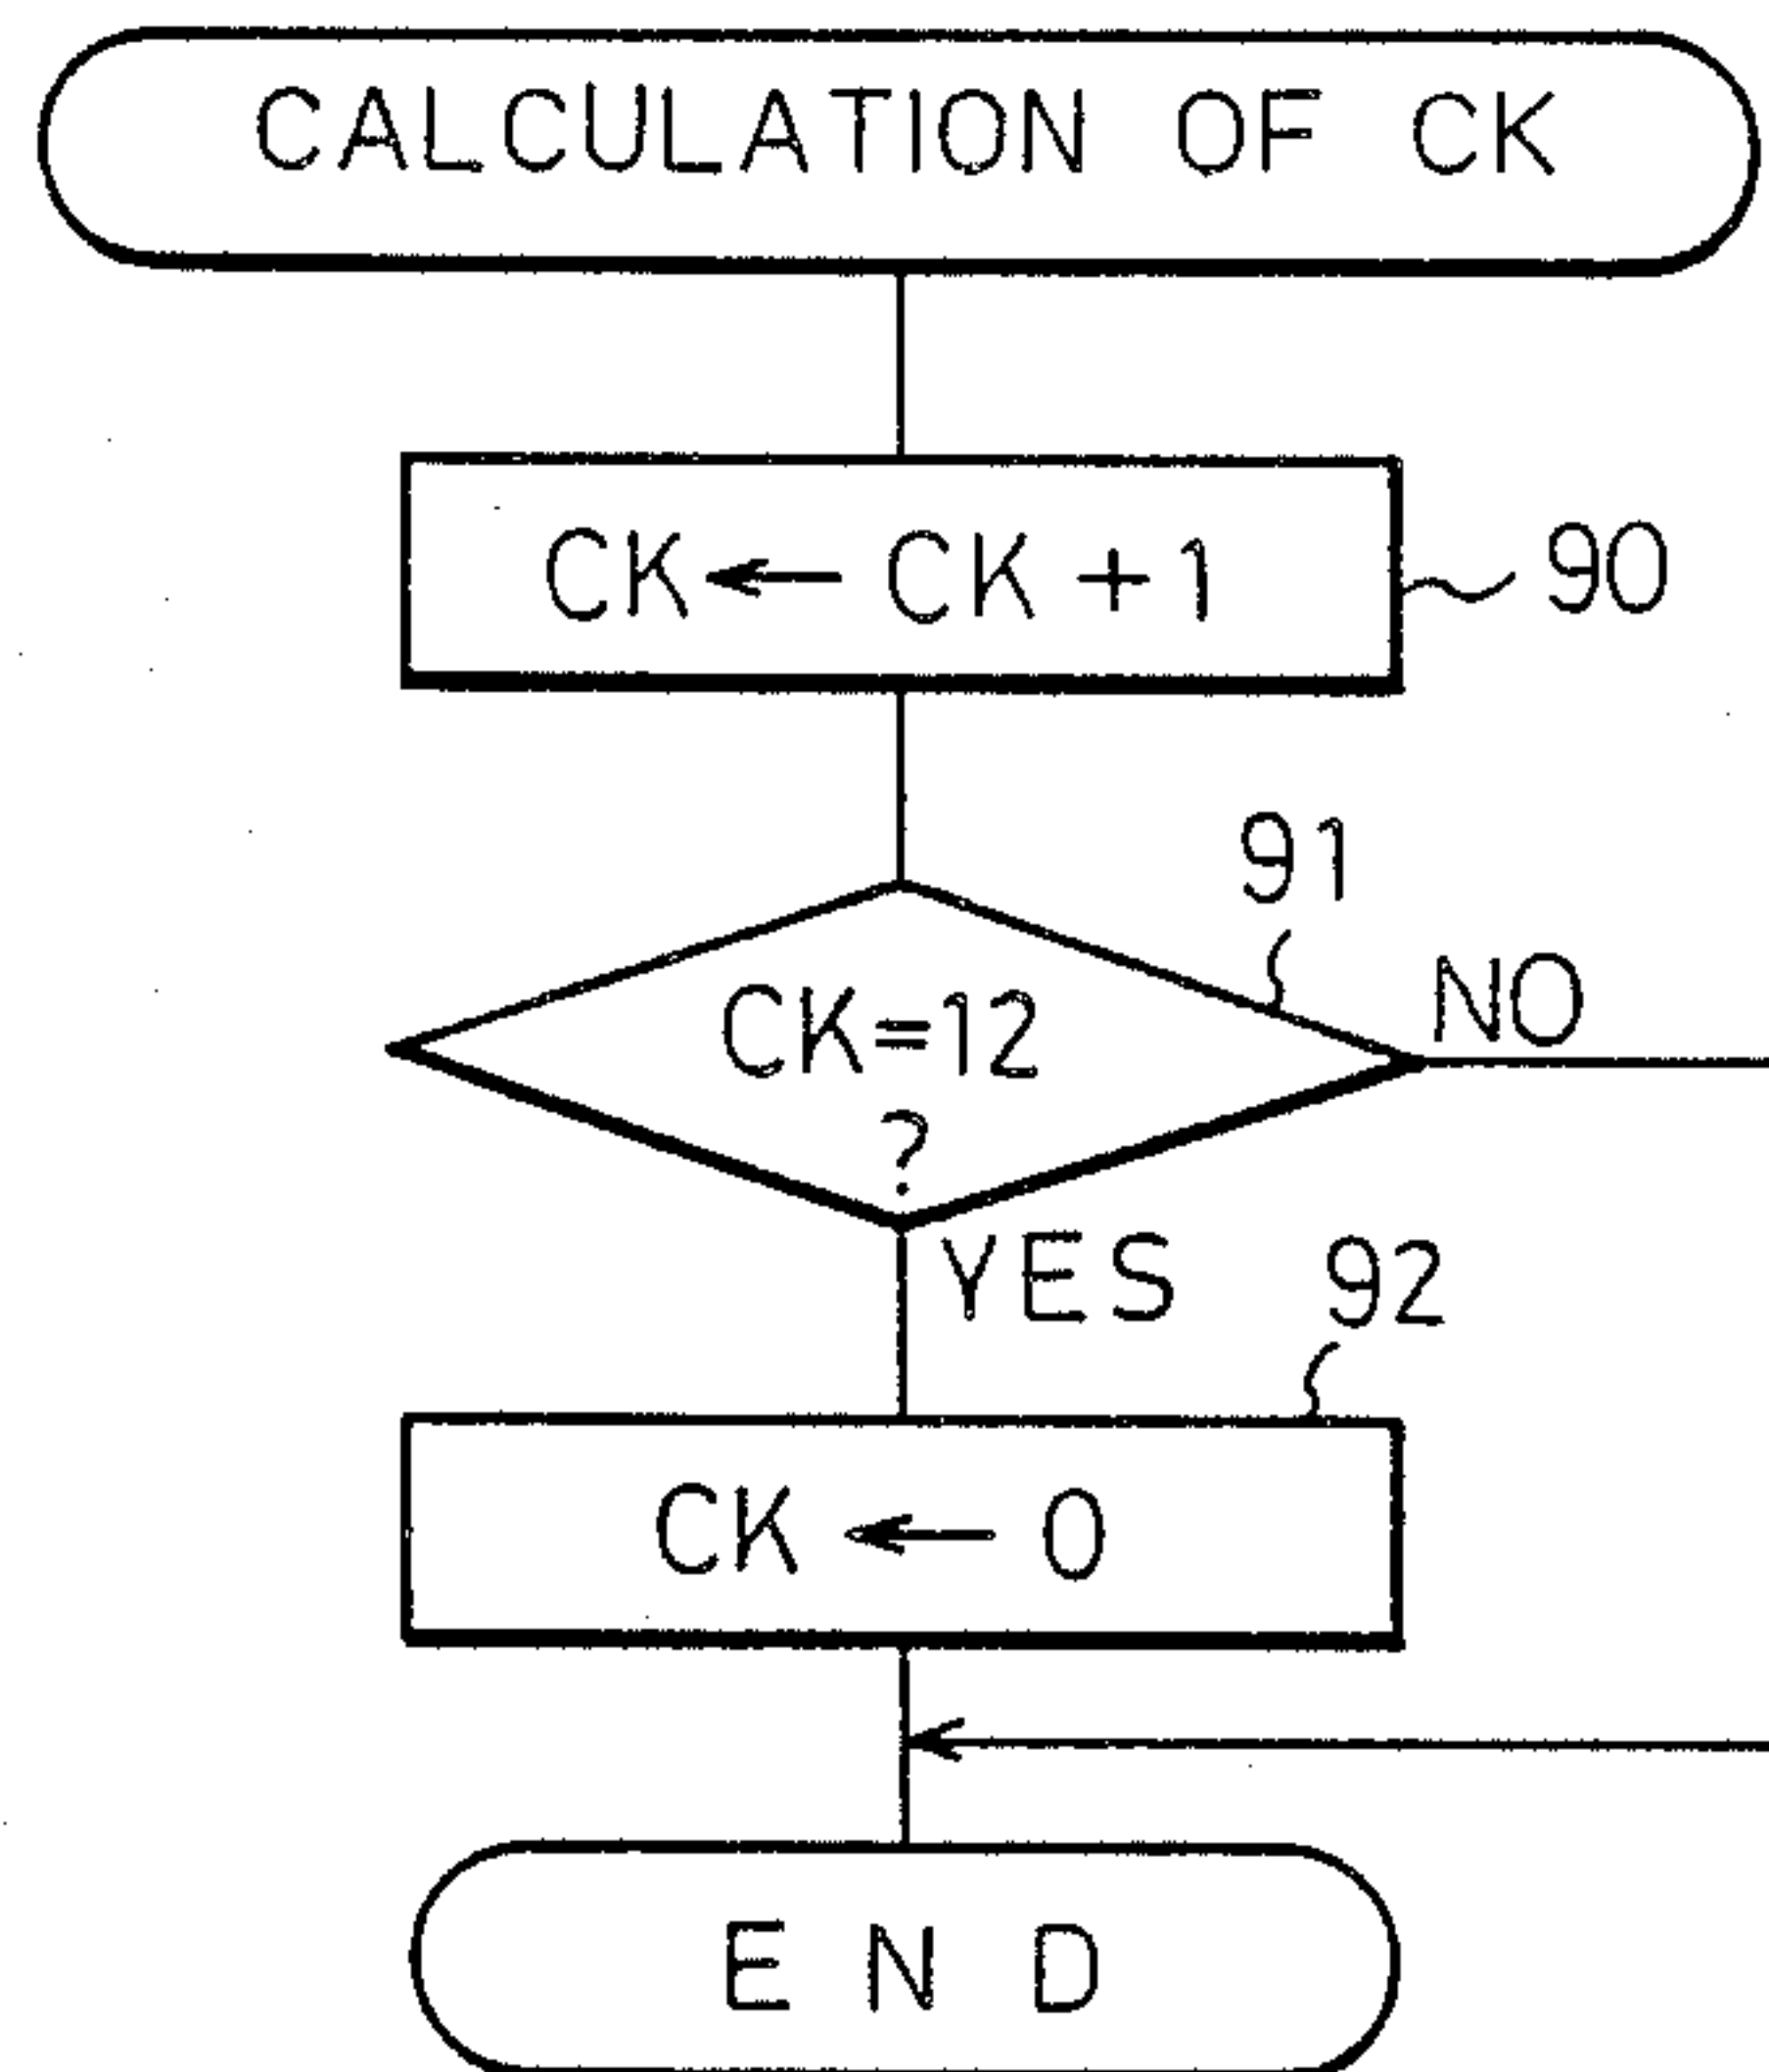 CALCULATION OF CK
CK ← CK + 1
90
91
NO
CK=12
?
YES
92
CK ← 0
END